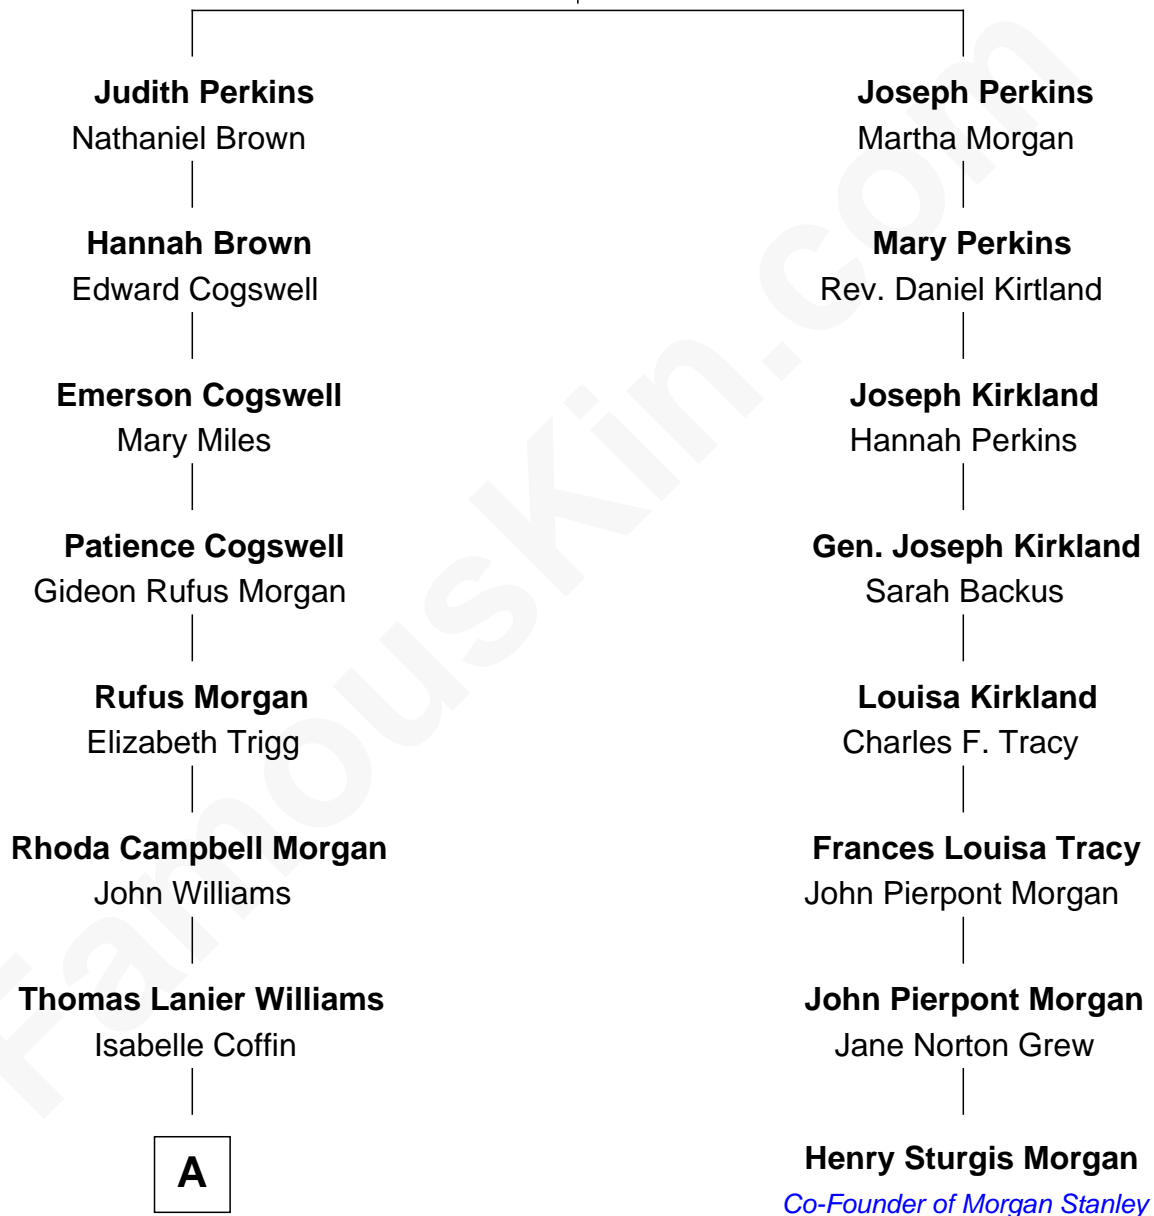 Judith Perkins
Nathaniel Brown
Hannah Brown
Edward Cogswell
Emerson Cogswell
Mary Miles
Patience Cogswell
Gideon Rufus Morgan
Rufus Morgan
Elizabeth Trigg
Rhoda Campbell Morgan
John Williams
Thomas Lanier Williams
Isabelle Coffin
A
Joseph Perkins
Martha Morgan
Mary Perkins
Rev. Daniel Kirtland
Joseph Kirkland
Hannah Perkins
Gen. Joseph Kirkland
Sarah Backus
Louisa Kirkland
Charles F. Tracy
Frances Louisa Tracy
John Pierpont Morgan
John Pierpont Morgan
Jane Norton Grew
Henry Sturgis Morgan
Co-Founder of Morgan Stanley
FamousKin.com